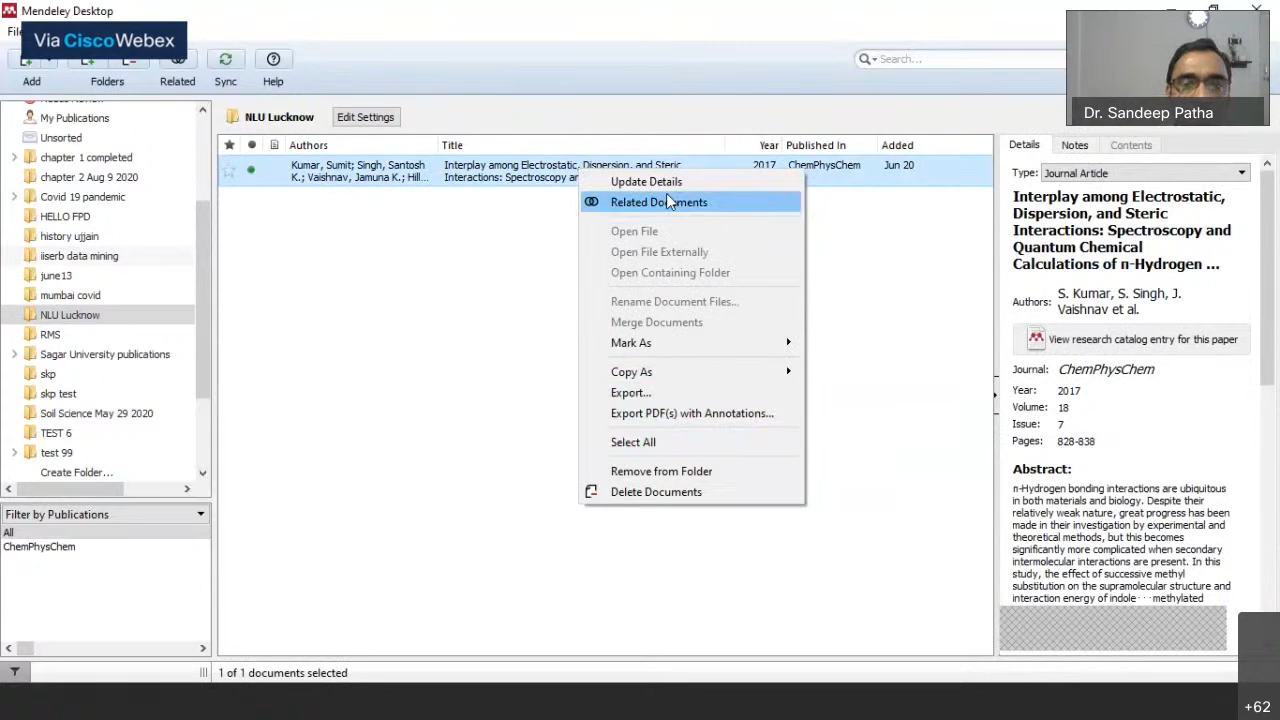 Mendeley Desktop
Via Cisco Webex
Add
Folders
Related
Sync
Help
Search...
Dr. Sandeep Patha
My Publications
Unsorted
chapter 1 completed
chapter 2 Aug 9 2020
Covid 19 pandemic
HELLO FPD
history ujjain
iiserb data mining
june13
mumbai covid
NLU Lucknow
RMS
Sagar University publications
skp
skp test
Soil Science May 29 2020
TEST 6
test 99
Create Folder...
Filter by Publications
All
ChemPhysChem
NLU Lucknow
Edit Settings
Authors Title Year Published In Added
Kumar, Sumit; Singh, Santosh Interplay among Electrostatic, Dispersion, and Steric 2017 ChemPhysChem Jun 20
K.; Vaishnav, Jamuna K.; Hill... Interactions: Spectroscopy an
Update Details
Related Documents
Open File
Open File Externally
Open Containing Folder
Rename Document Files...
Merge Documents
Mark As
Copy As
Export...
Export PDF(s) with Annotations...
Select All
Remove from Folder
Delete Documents
1 of 1 documents selected
Details Notes Contents
Type: Journal Article
Interplay among Electrostatic,
Dispersion, and Steric
Interactions: Spectroscopy and
Quantum Chemical
Calculations of π-Hydrogen ...
Authors: S. Kumar, S. Singh, J.
Vaishnav et al.
View research catalog entry for this paper
Journal: ChemPhysChem
Year: 2017
Volume: 18
Issue: 7
Pages: 828-838
Abstract:
π-Hydrogen bonding interactions are ubiquitous
in both materials and biology. Despite their
relatively weak nature, great progress has been
made in their investigation by experimental and
theoretical methods, but this becomes
significantly more complicated when secondary
intermolecular interactions are present. In this
study, the effect of successive methyl
substitution on the supramolecular structure and
interaction energy of indole···methylated
+62